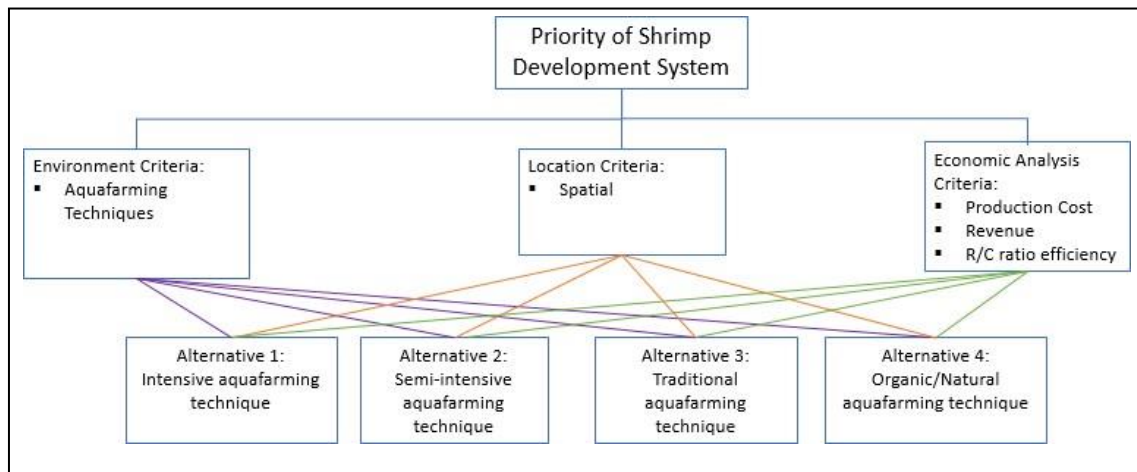 Priority of Shrimp
Development System
Environment Criteria:
▪ Aquafarming
Techniques
Location Criteria:
▪ Spatial
Economic Analysis
Criteria:
▪ Production Cost
▪ Revenue
▪ R/C ratio efficiency
Alternative 1:
Intensive aquafarming
technique
Alternative 2:
Semi-intensive
aquafarming
technique
Alternative 3:
Traditional
aquafarming
technique
Alternative 4:
Organic/Natural
aquafarming technique